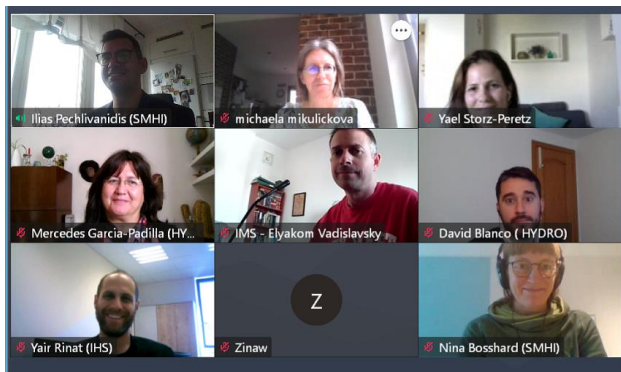 Ilias Pechlivanidis (SMHI)
michaela mikulickova
Yael Storz-Peretz
Mercedes Garcia-Padilla (HY...
IMS - Elyakom Vadislavsky
David Blanco ( HYDRO)
Z
Yair Rinat (IHS)
Zinaw
Nina Bosshard (SMHI)